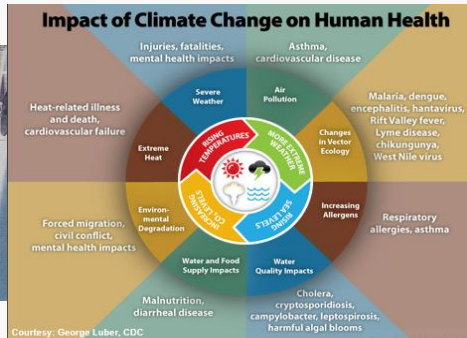 Impact of Climate Change on Human Health
Injuries, fatalities,
mental health impacts
Asthma,
cardiovascular disease
Heat-related illness
and death,
cardiovascular failure
Severe
Weather
Air
Pollution
Malaria, dengue,
encephalitis, hantavirus,
Rift Valley fever,
Lyme disease,
chikungunya,
West Nile virus
Extreme
Heat
RISING
TEMPERATURES
MORE EXTREME
WEATHER
Changes
in Vector
Ecology
Forced migration,
civil conflict,
mental health impacts
Environ-
mental
Degradation
INCREASING
CO₂ LEVELS
RISING
SEA LEVELS
Increasing
Allergens
Respiratory
allergies, asthma
Water and Food
Supply Impacts
Water
Quality Impacts
Malnutrition,
diarrheal disease
Cholera,
cryptosporidiosis,
campylobacter, leptospirosis,
harmful algal blooms
Courtesy: George Luber, CDC